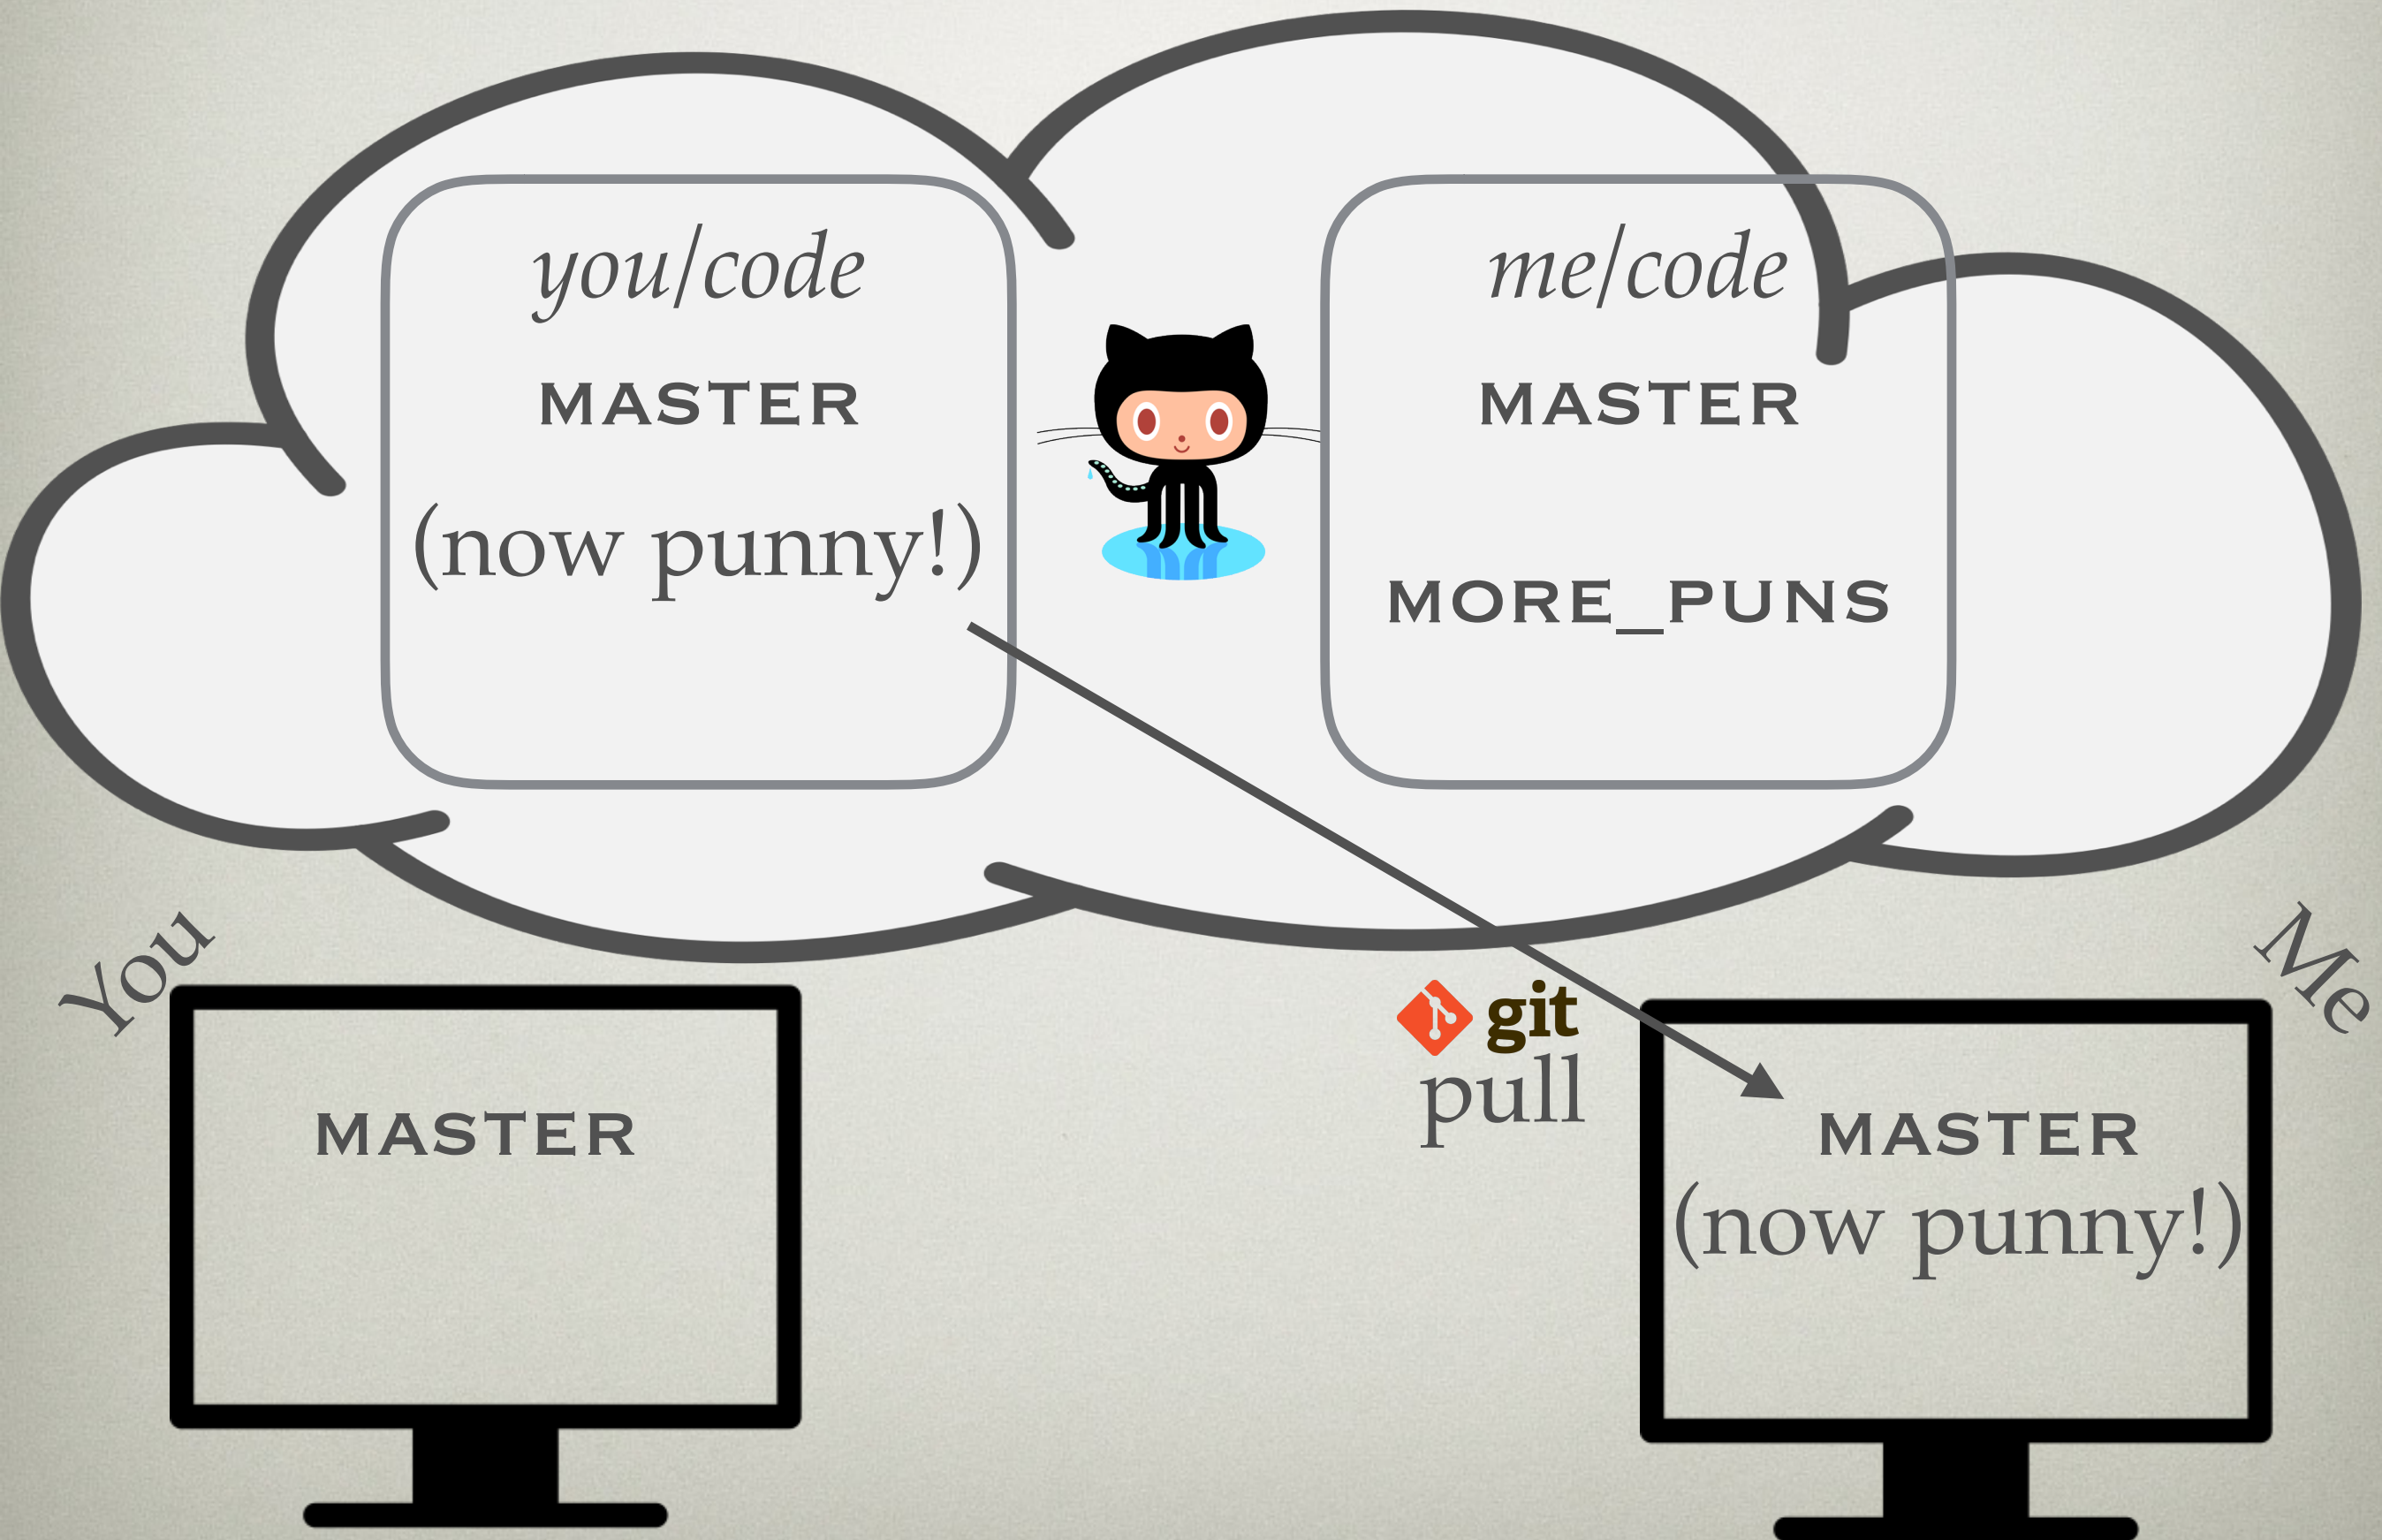 you/code
MASTER
(now punny!)
me/code
MASTER
MORE_PUNS
You
Me
git
pull
MASTER
MASTER
(now punny!)